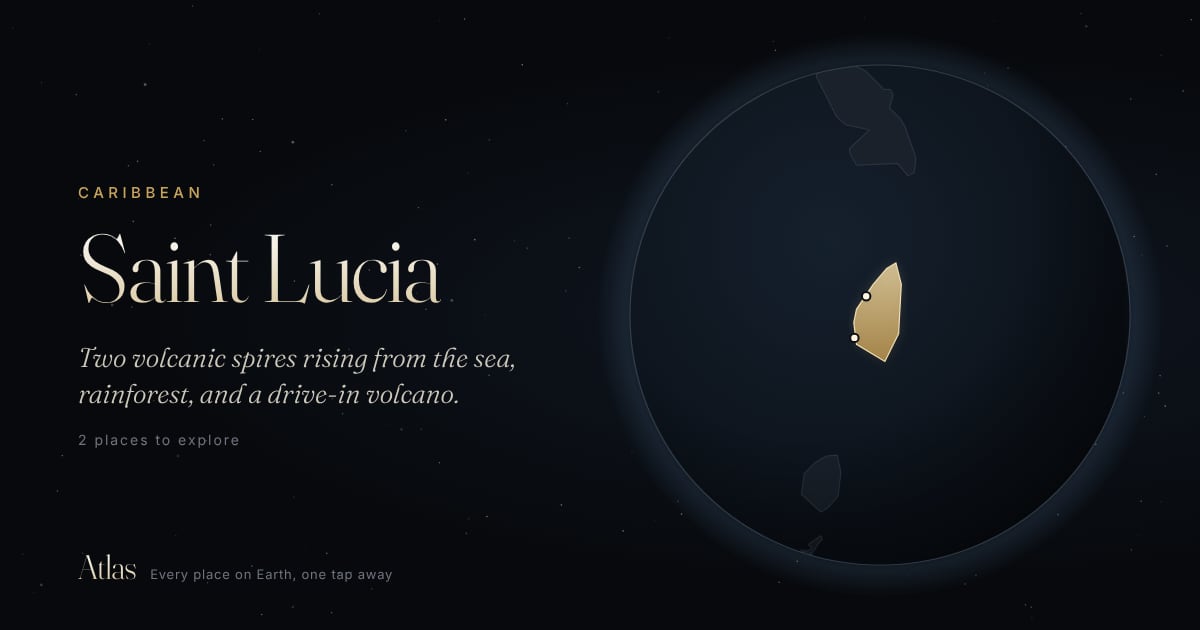 CARIBBEAN
Saint Lucia
Two volcanic spires rising from the sea,
rainforest, and a drive-in volcano.
2 places to explore
Atlas Every place on Earth, one tap away